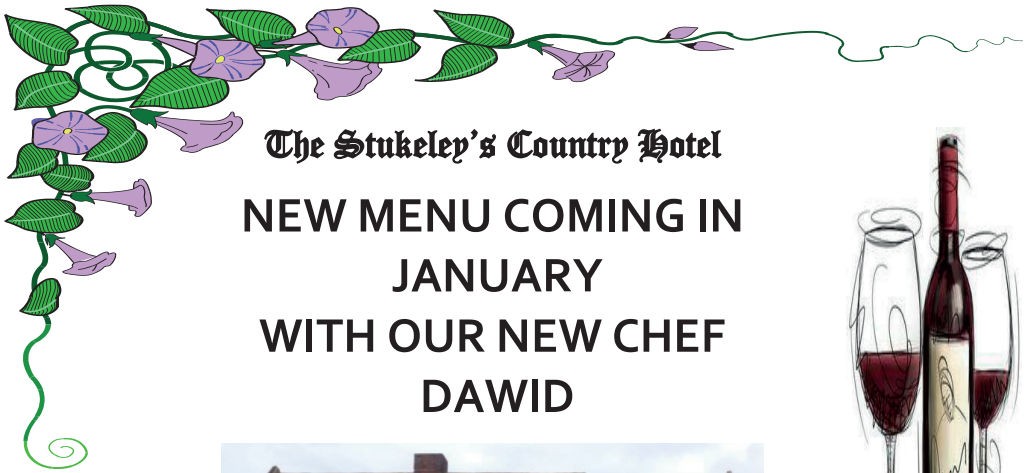 The Stukeley's Country Hotel
NEW MENU COMING IN
JANUARY
WITH OUR NEW CHEF
DAWID